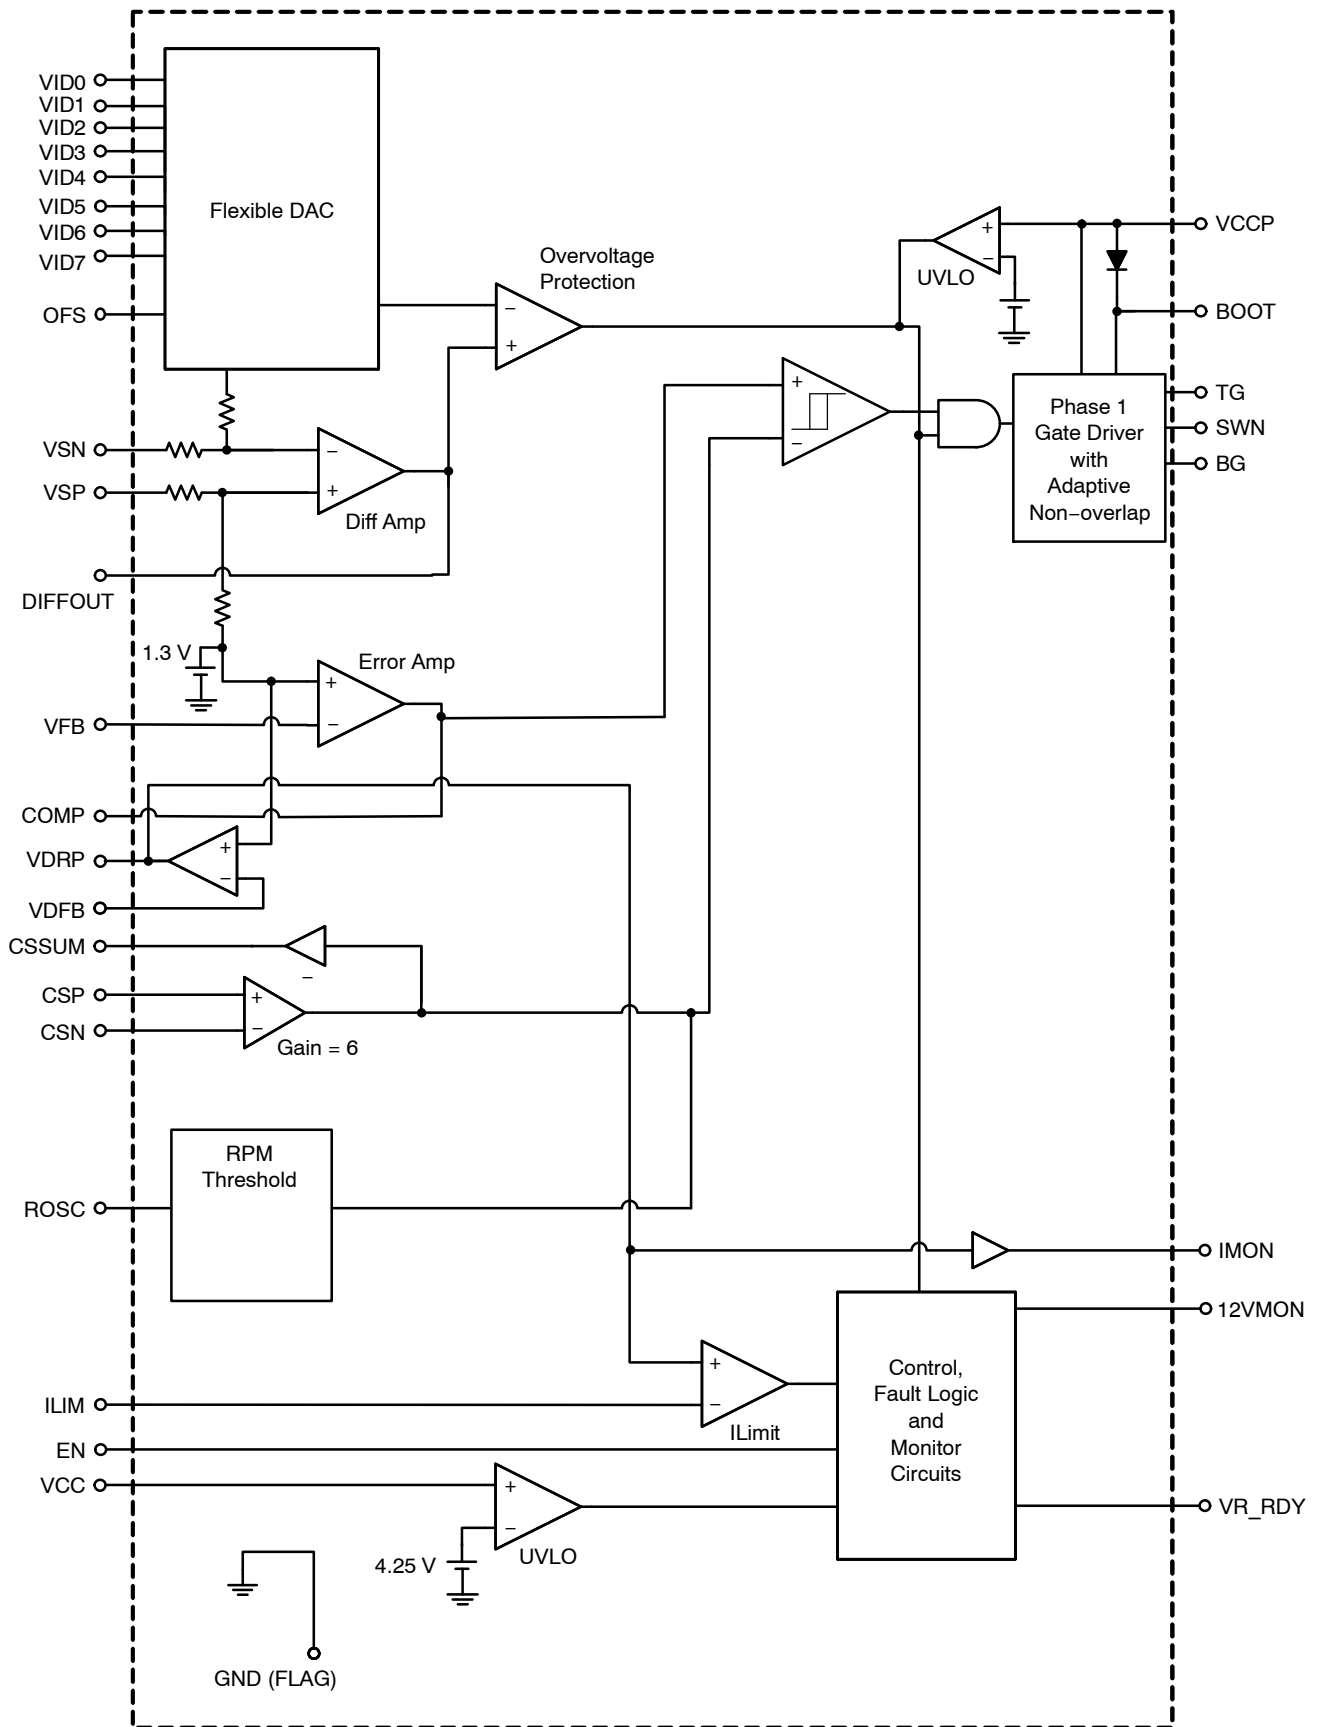 VID0
VID1
VID2
VID3
VID4
VID5
VID6
VID7
OFS
Flexible DAC
Overvoltage
Protection
−
+
+
−
UVLO
VCCP
BOOT
TG
SWN
BG
Phase 1
Gate Driver
with
Adaptive
Non−overlap
+
−
VSN
VSP
−
+
Diff Amp
DIFFOUT
1.3 V
Error Amp
+
−
VFB
COMP
VDRP
+
−
VDFB
CSSUM
−
CSP
CSN
+
−
Gain = 6
RPM
Threshold
ROSC
IMON
12VMON
Control,
Fault Logic
and
Monitor
Circuits
+
−
ILimit
ILIM
EN
VCC
+
−
UVLO
4.25 V
VR_RDY
GND (FLAG)